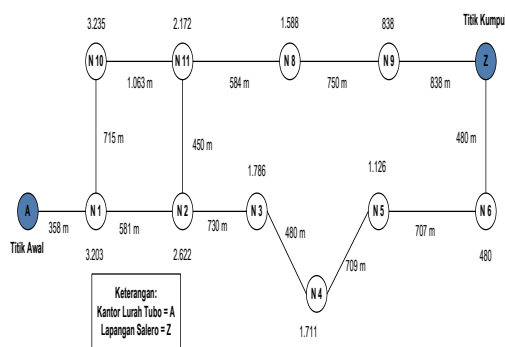 3.235
2.172
1.588
838
Titik Kumpu
N 10
N 11
N 8
N 9
Z
1.063 m
584 m
750 m
838 m
715 m
450 m
480 m
1.786
1.126
A
N 1
N 2
N 3
N 5
N 6
358 m
581 m
730 m
480 m
707 m
Titik Awal
3.203
2.622
709 m
480
N 4
1.711
Keterangan:
Kantor Lurah Tubo = A
Lapangan Salero = Z